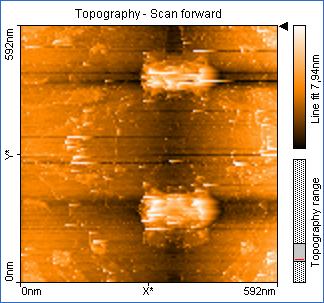 Topography - Scan forward
592nm
Y*
0nm
0nm
X*
592nm
Line fit 7,94nm
Topography range